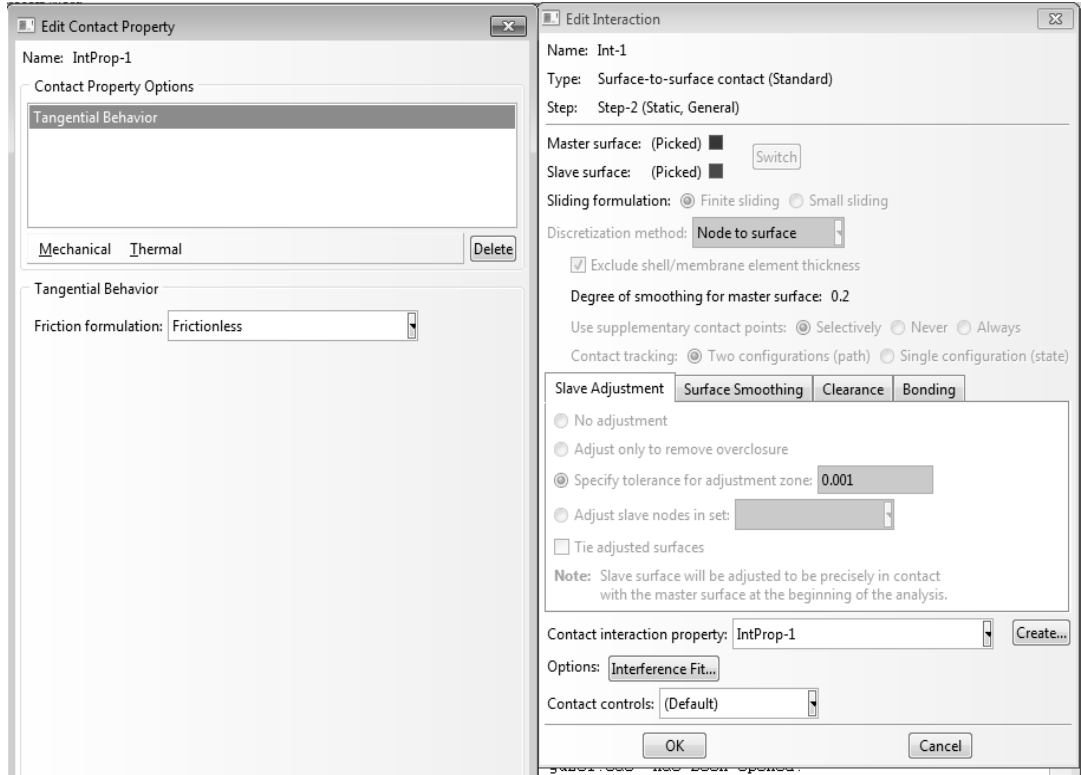 Edit Contact Property
Name: IntProp-1
Contact Property Options
Tangential Behavior
Mechanical Thermal
Delete
Tangential Behavior
Friction formulation: Frictionless
Edit Interaction
Name: Int-1
Type: Surface-to-surface contact (Standard)
Step: Step-2 (Static, General)
Master surface: (Picked)
Switch
Slave surface: (Picked)
Sliding formulation: Finite sliding Small sliding
Discretization method: Node to surface
Exclude shell/membrane element thickness
Degree of smoothing for master surface: 0.2
Use supplementary contact points: Selectively Never Always
Contact tracking: Two configurations (path) Single configuration (state)
Slave Adjustment Surface Smoothing Clearance Bonding
No adjustment
Adjust only to remove overclosure
Specify tolerance for adjustment zone: 0.001
Adjust slave nodes in set:
Tie adjusted surfaces
Note: Slave surface will be adjusted to be precisely in contact
with the master surface at the beginning of the analysis.
Contact interaction property: IntProp-1 Create...
Options: Interference Fit...
Contact controls: (Default)
OK Cancel